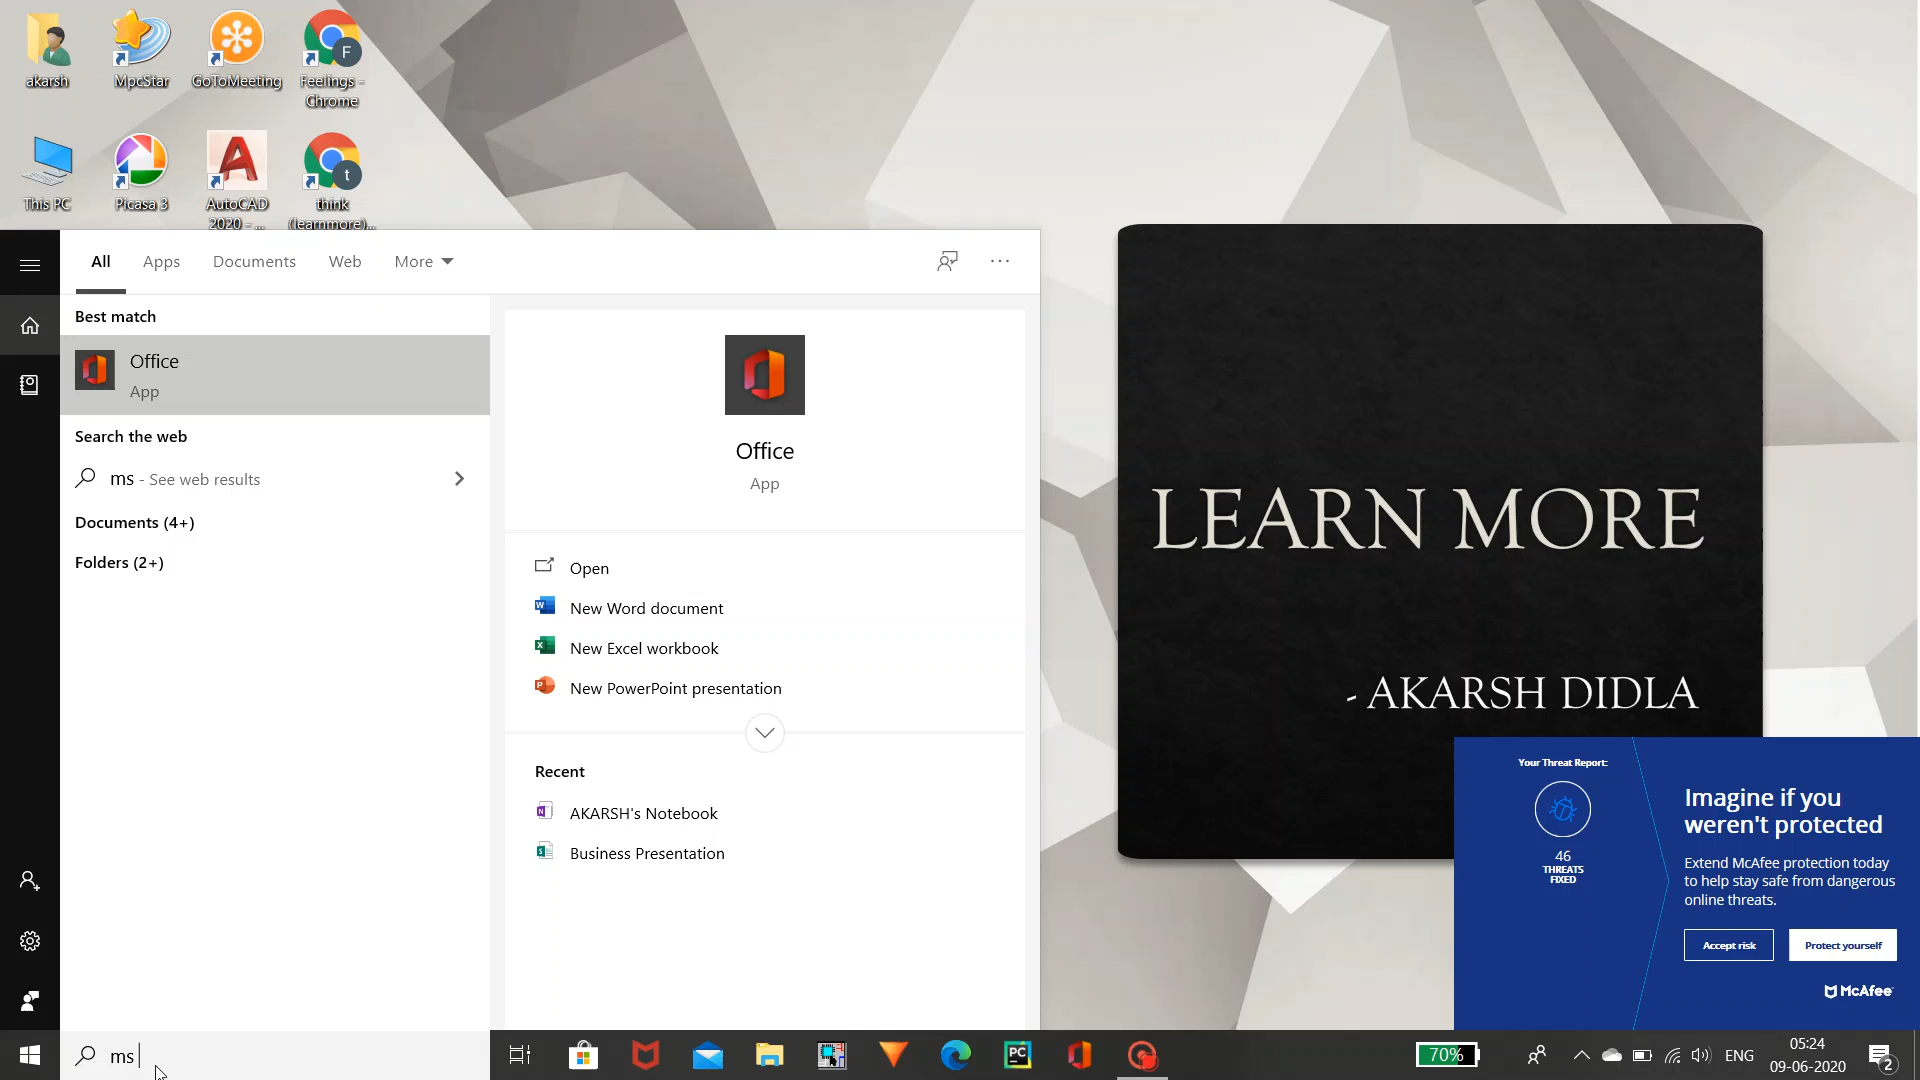 akarsh
MpcStar
GoToMeeting
F
Feelings -
Chrome
This PC
Picasa 3
AutoCAD
2020 - ...
t
think
(learnmore)...
All
Apps
Documents
Web
More
Best match
Office
App
Search the web
ms - See web results
Documents (4+)
Folders (2+)
Office
App
Open
New Word document
New Excel workbook
New PowerPoint presentation
Recent
AKARSH's Notebook
Business Presentation
LEARN MORE
- AKARSH DIDLA
Your Threat Report:
46
THREATS
FIXED
Imagine if you
weren't protected
Extend McAfee protection today
to help stay safe from dangerous
online threats.
Accept risk
Protect yourself
McAfee
ms
PC
70%
ENG
05:24
09-06-2020
2